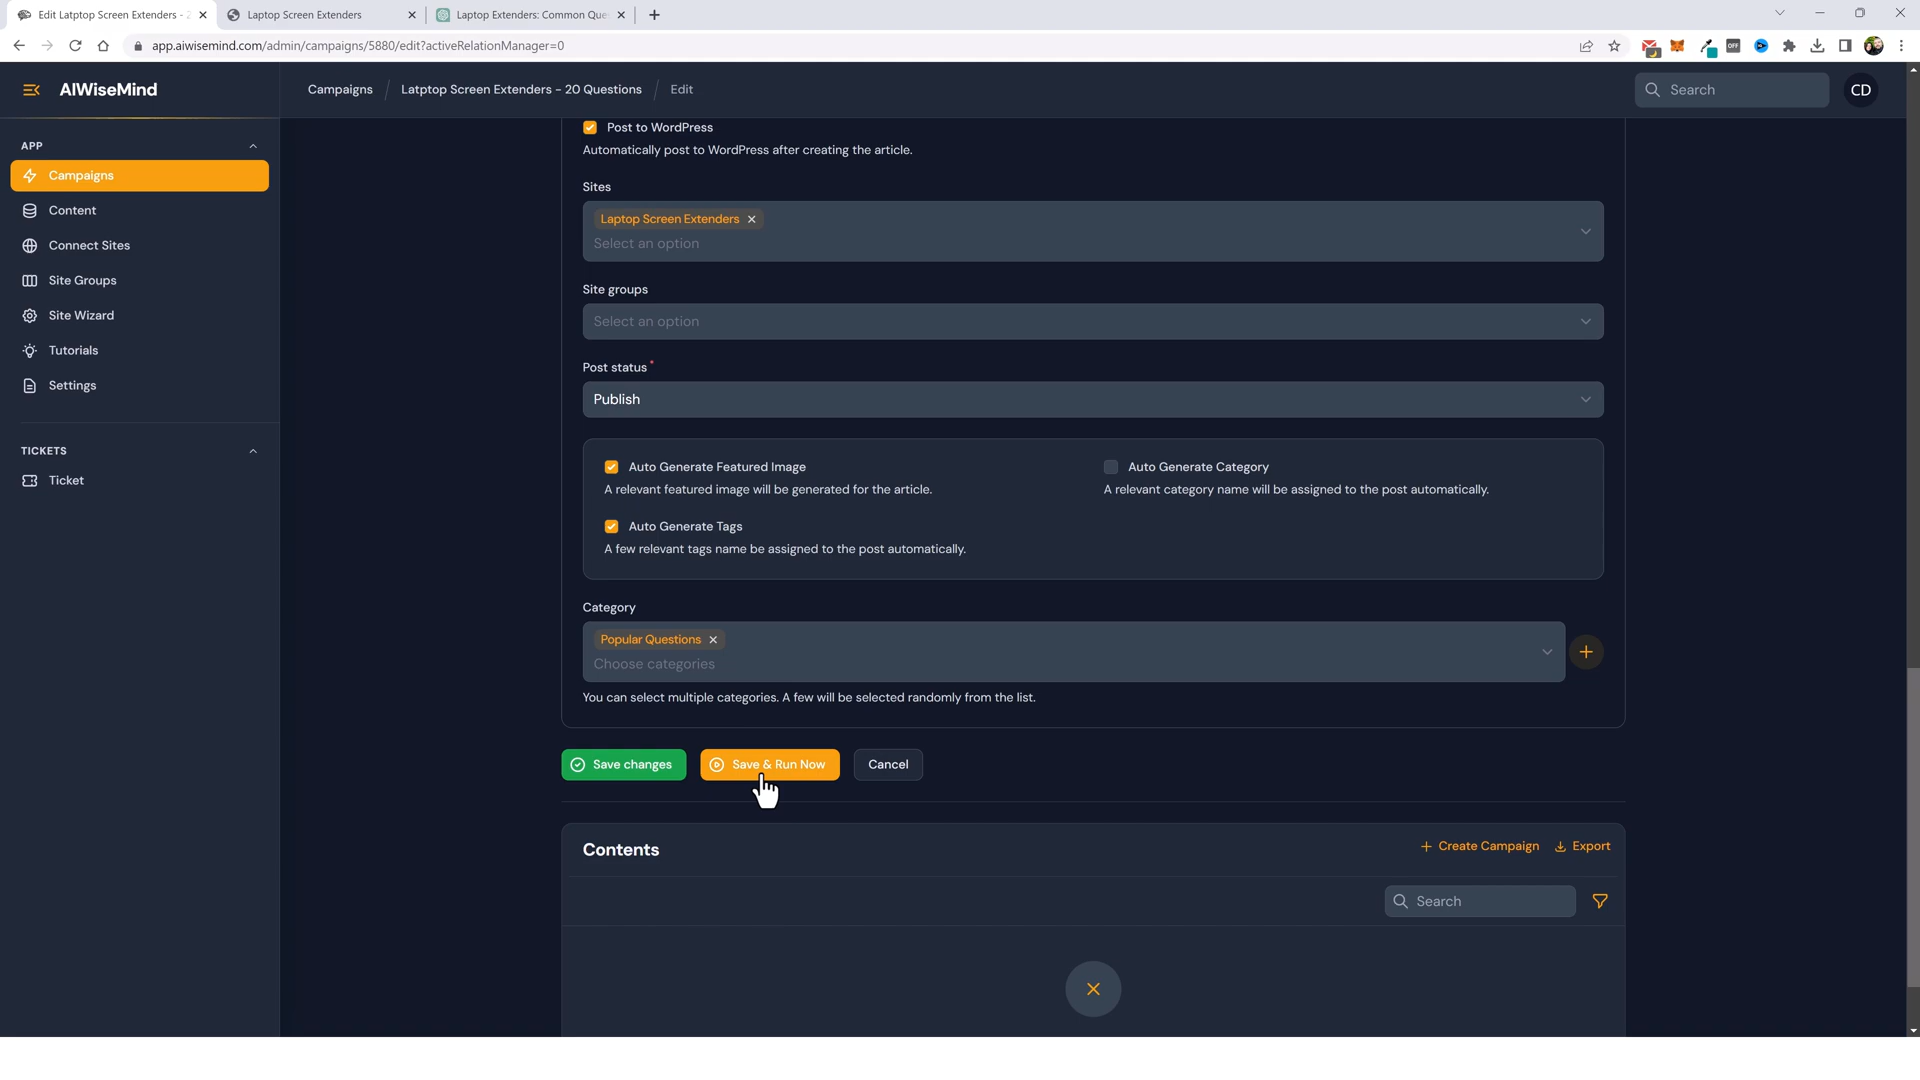 Edit Latptop Screen Extenders - 2
Laptop Screen Extenders
Laptop Extenders: Common Que
app.aiwisemind.com/admin/campaigns/5880/edit?activeRelationManager=0
OFF
AIWiseMind
Campaigns
Latptop Screen Extenders - 20 Questions
Edit
Search
CD
APP
Campaigns
Content
Connect Sites
Site Groups
Site Wizard
Tutorials
Settings
TICKETS
Ticket
Post to WordPress
Automatically post to WordPress after creating the article.
Sites
Laptop Screen Extenders
Select an option
Site groups
Select an option
Post status*
Publish
Auto Generate Featured Image
A relevant featured image will be generated for the article.
Auto Generate Category
A relevant category name will be assigned to the post automatically.
Auto Generate Tags
A few relevant tags name be assigned to the post automatically.
Category
Popular Questions
Choose categories
You can select multiple categories. A few will be selected randomly from the list.
Save changes
Save & Run Now
Cancel
Contents
Create Campaign
Export
Search